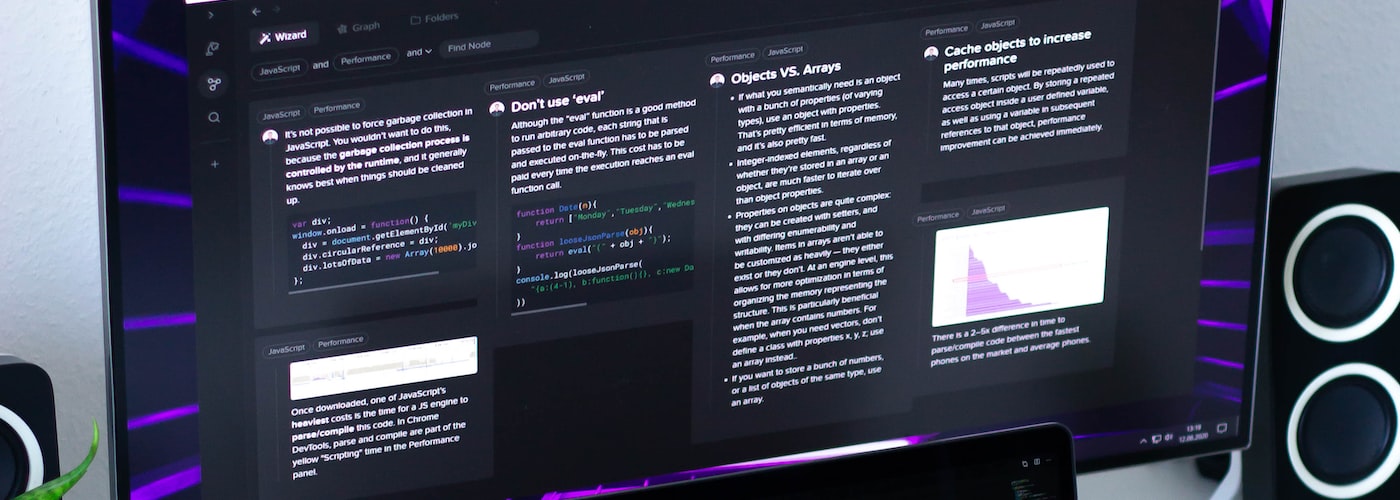 Wizard
Graph
Folders
JavaScript and Performance and Find Node
JavaScript Performance
It's not possible to force garbage collection in
JavaScript. You wouldn't want to do this,
because the garbage collection process is
controlled by the runtime, and it generally
knows best when things should be cleaned
up.
var div;
window.onload = function() {
div = document.getElementById('myDiv
div.circularReference = div;
div.lotsOfData = new Array(10000).jo
};
JavaScript Performance
Once downloaded, one of JavaScript's
heaviest costs is the time for a JS engine to
parse/compile this code. In Chrome
DevTools, parse and compile are part of the
yellow "Scripting" time in the Performance
panel.
Performance JavaScript
Don't use 'eval'
Although the "eval" function is a good method
to run arbitrary code, each string that is
passed to the eval function has to be parsed
and executed on-the-fly. This cost has to be
paid every time the execution reaches an eval
function call.
function Date(n){
return ["Monday","Tuesday","Wednes
}
function looseJsonParse(obj){
return eval("(" + obj + ")");
}
console.log(looseJsonParse(
"{a:(4-1), b:function(){}, c:new Da
))
Performance JavaScript
Objects VS. Arrays
• If what you semantically need is an object
with a bunch of properties (of varying
types), use an object with properties.
That's pretty efficient in terms of memory,
and it's also pretty fast.
• Integer-indexed elements, regardless of
whether they're stored in an array or an
object, are much faster to iterate over
than object properties.
• Properties on objects are quite complex:
they can be created with setters, and
with differing enumerability and
writability. Items in arrays aren't able to
be customized as heavily — they either
exist or they don't. At an engine level, this
allows for more optimization in terms of
organizing the memory representing the
structure. This is particularly beneficial
when the array contains numbers. For
example, when you need vectors, don't
define a class with properties x, y, z; use
an array instead..
• If you want to store a bunch of numbers,
or a list of objects of the same type, use
an array.
Performance JavaScript
Cache objects to increase
performance
Many times, scripts will be repeatedly used to
access a certain object. By storing a repeated
access object inside a user defined variable,
as well as using a variable in subsequent
references to that object, performance
improvement can be achieved immediately.
Performance JavaScript
There is a 2–5x difference in time to
parse/compile code between the fastest
phones on the market and average phones.
13:18
12.08.2020